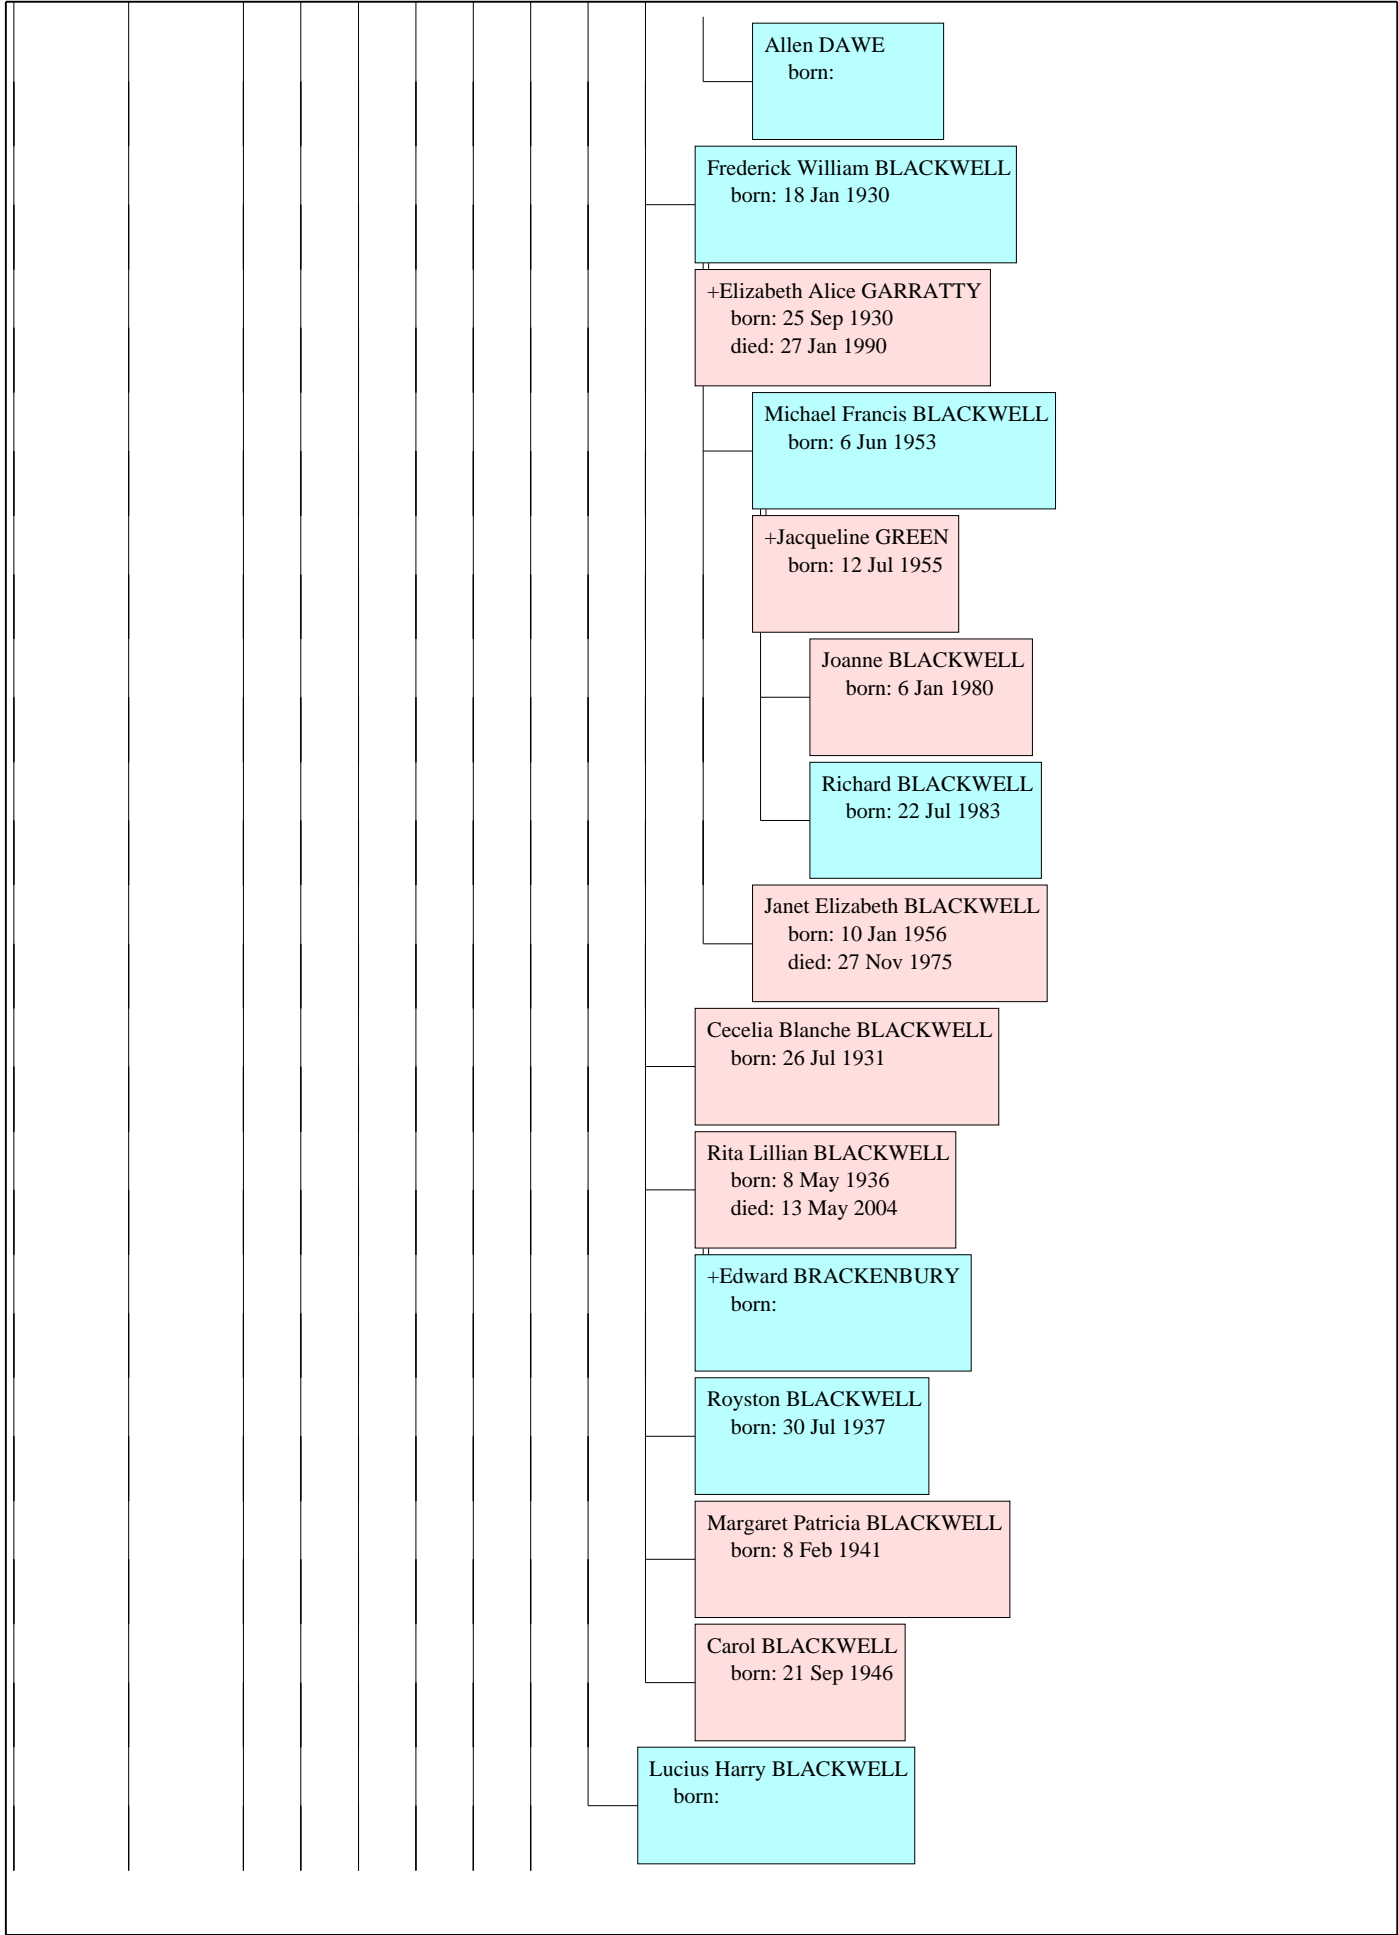 Allen DAWE
born:
Frederick William BLACKWELL
born: 18 Jan 1930
+Elizabeth Alice GARRATTY
born: 25 Sep 1930
died: 27 Jan 1990
Michael Francis BLACKWELL
born: 6 Jun 1953
+Jacqueline GREEN
born: 12 Jul 1955
Joanne BLACKWELL
born: 6 Jan 1980
Richard BLACKWELL
born: 22 Jul 1983
Janet Elizabeth BLACKWELL
born: 10 Jan 1956
died: 27 Nov 1975
Cecelia Blanche BLACKWELL
born: 26 Jul 1931
Rita Lillian BLACKWELL
born: 8 May 1936
died: 13 May 2004
+Edward BRACKENBURY
born:
Royston BLACKWELL
born: 30 Jul 1937
Margaret Patricia BLACKWELL
born: 8 Feb 1941
Carol BLACKWELL
born: 21 Sep 1946
Lucius Harry BLACKWELL
born: